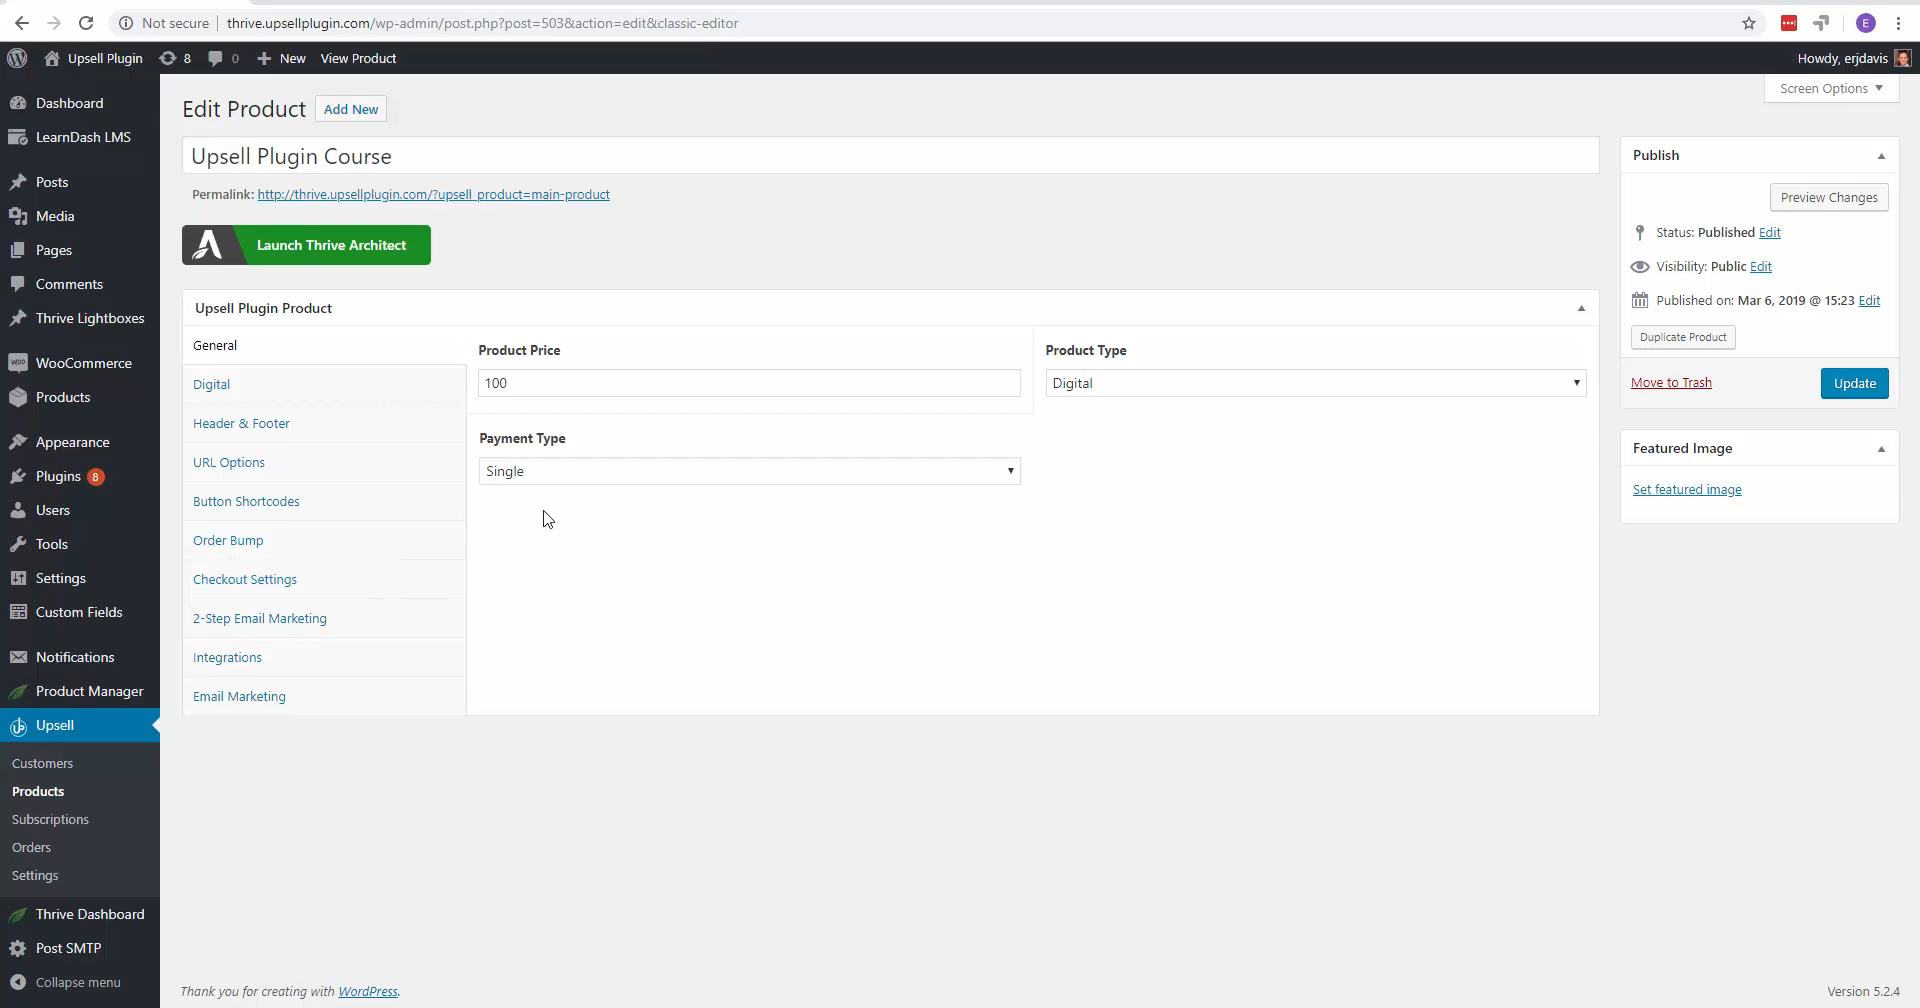 Not secure
thrive.upsellplugin.com/wp-admin/post.php?post=503&action=edit&classic-editor
E
Upsell Plugin
8
0
New
View Product
Howdy, erjdavis
Dashboard
LearnDash LMS
Posts
Media
Pages
Comments
Thrive Lightboxes
WooCommerce
Products
Appearance
Plugins 8
Users
Tools
Settings
Custom Fields
Notifications
Product Manager
Upsell
Customers
Products
Subscriptions
Orders
Settings
Thrive Dashboard
Post SMTP
Collapse menu
Screen Options
Edit Product
Add New
Upsell Plugin Course
Permalink: http://thrive.upsellplugin.com/?upsell_product=main-product
Launch Thrive Architect
Upsell Plugin Product
General
Digital
Header & Footer
URL Options
Button Shortcodes
Order Bump
Checkout Settings
2-Step Email Marketing
Integrations
Email Marketing
Product Price
100
Product Type
Digital
Payment Type
Single
Publish
Preview Changes
Status: Published Edit
Visibility: Public Edit
Published on: Mar 6, 2019 @ 15:23 Edit
Duplicate Product
Move to Trash
Update
Featured Image
Set featured image
Thank you for creating with WordPress.
Version 5.2.4